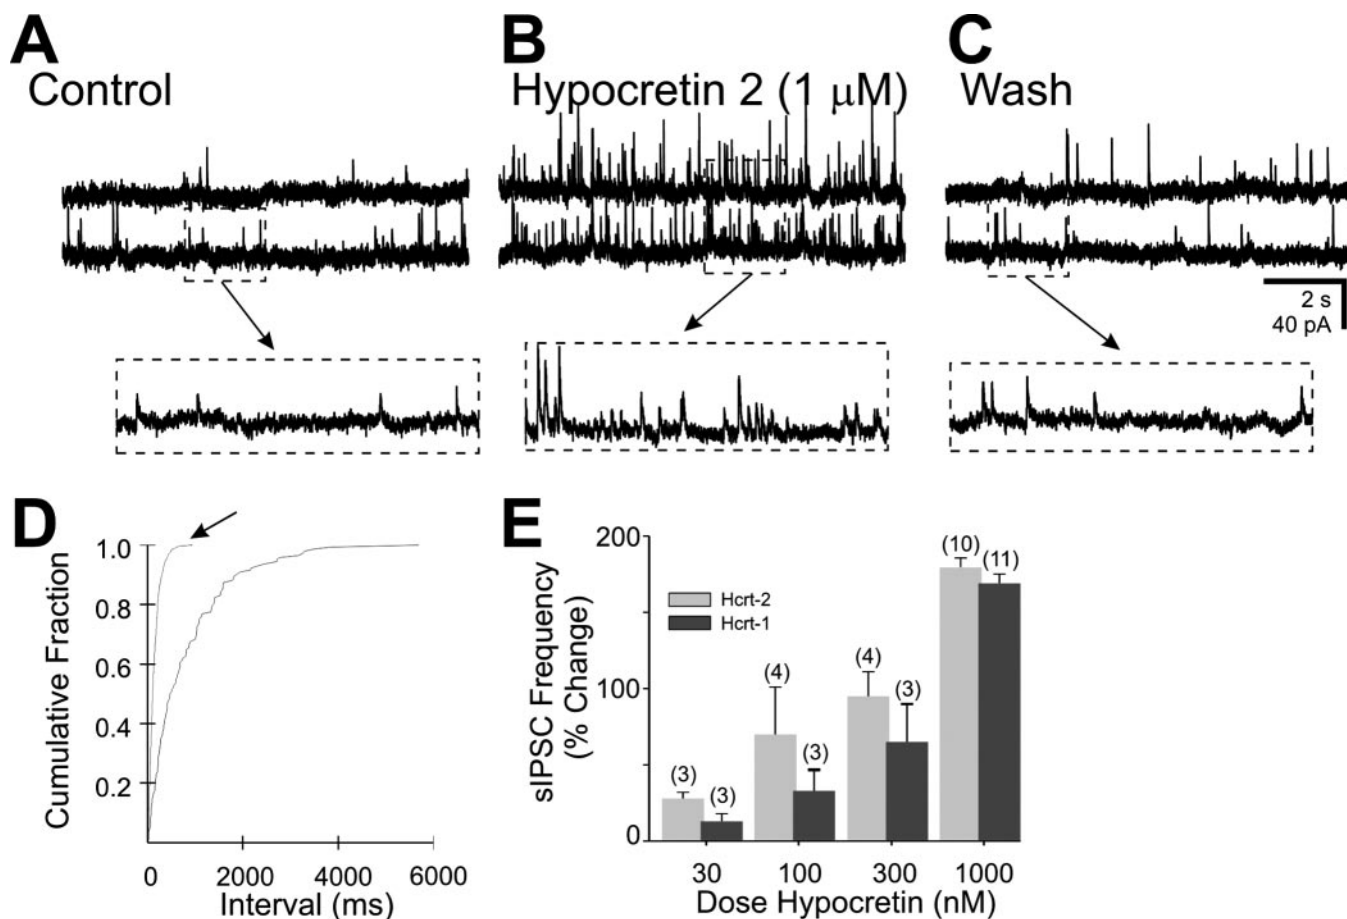 A
Control
B
Hypocretin 2 (1 μM)
C
Wash
2 s
40 pA
D
1.0
0.8
0.6
0.4
0.2
Cumulative Fraction
0 2000 4000 6000
Interval (ms)
E
200
100
0
sIPSC Frequency
(% Change)
Hcrt-2
Hcrt-1
(3) (3) (4) (3) (4) (3) (10) (11)
30 100 300 1000
Dose Hypocretin (nM)